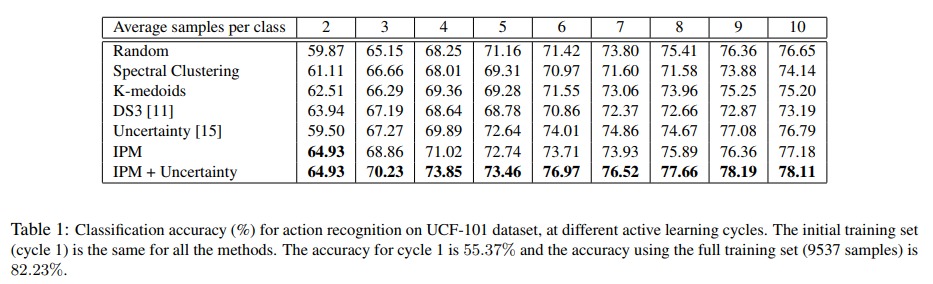 Average samples per class 2 3 4 5 6 7 8 9 10
Random 59.87 65.15 68.25 71.16 71.42 73.80 75.41 76.36 76.65
Spectral Clustering 61.11 66.66 68.01 69.31 70.97 71.60 71.58 73.88 74.14
K-medoids 62.51 66.29 69.36 69.28 71.55 73.06 73.96 75.25 75.20
DS3 [11] 63.94 67.19 68.64 68.78 70.86 72.37 72.66 72.87 73.19
Uncertainty [15] 59.50 67.27 69.89 72.64 74.01 74.86 74.67 77.08 76.79
IPM 64.93 68.86 71.02 72.74 73.71 73.93 75.89 76.36 77.18
IPM + Uncertainty 64.93 70.23 73.85 73.46 76.97 76.52 77.66 78.19 78.11
Table 1: Classification accuracy (%) for action recognition on UCF-101 dataset, at different active learning cycles. The initial training set
(cycle 1) is the same for all the methods. The accuracy for cycle 1 is 55.37% and the accuracy using the full training set (9537 samples) is
82.23%.